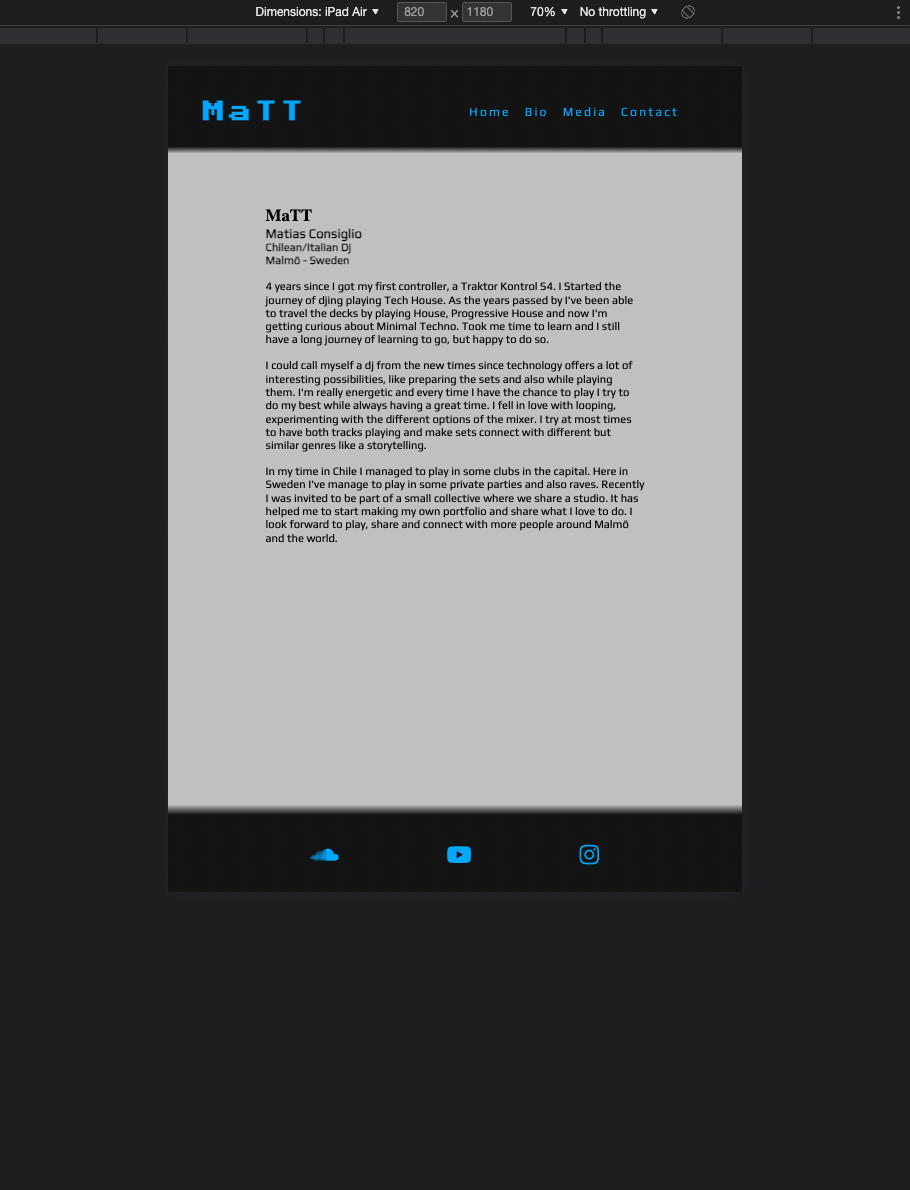 Dimensions: iPad Air ▼ 820 × 1180 70% ▼ No throttling ▼
MaTT
Home Bio Media Contact
MaTT
Matias Consiglio
Chilean/Italian Dj
Malmö - Sweden
4 years since I got my first controller, a Traktor Kontrol S4. I Started the
journey of djing playing Tech House. As the years passed by I've been able
to travel the decks by playing House, Progressive House and now I'm
getting curious about Minimal Techno. Took me time to learn and I still
have a long journey of learning to go, but happy to do so.
I could call myself a dj from the new times since technology offers a lot of
interesting possibilities, like preparing the sets and also while playing
them. I'm really energetic and every time I have the chance to play I try to
do my best while always having a great time. I fell in love with looping,
experimenting with the different options of the mixer. I try at most times
to have both tracks playing and make sets connect with different but
similar genres like a storytelling.
In my time in Chile I managed to play in some clubs in the capital. Here in
Sweden I've manage to play in some private parties and also raves. Recently
I was invited to be part of a small collective where we share a studio. It has
helped me to start making my own portfolio and share what I love to do. I
look forward to play, share and connect with more people around Malmö
and the world.